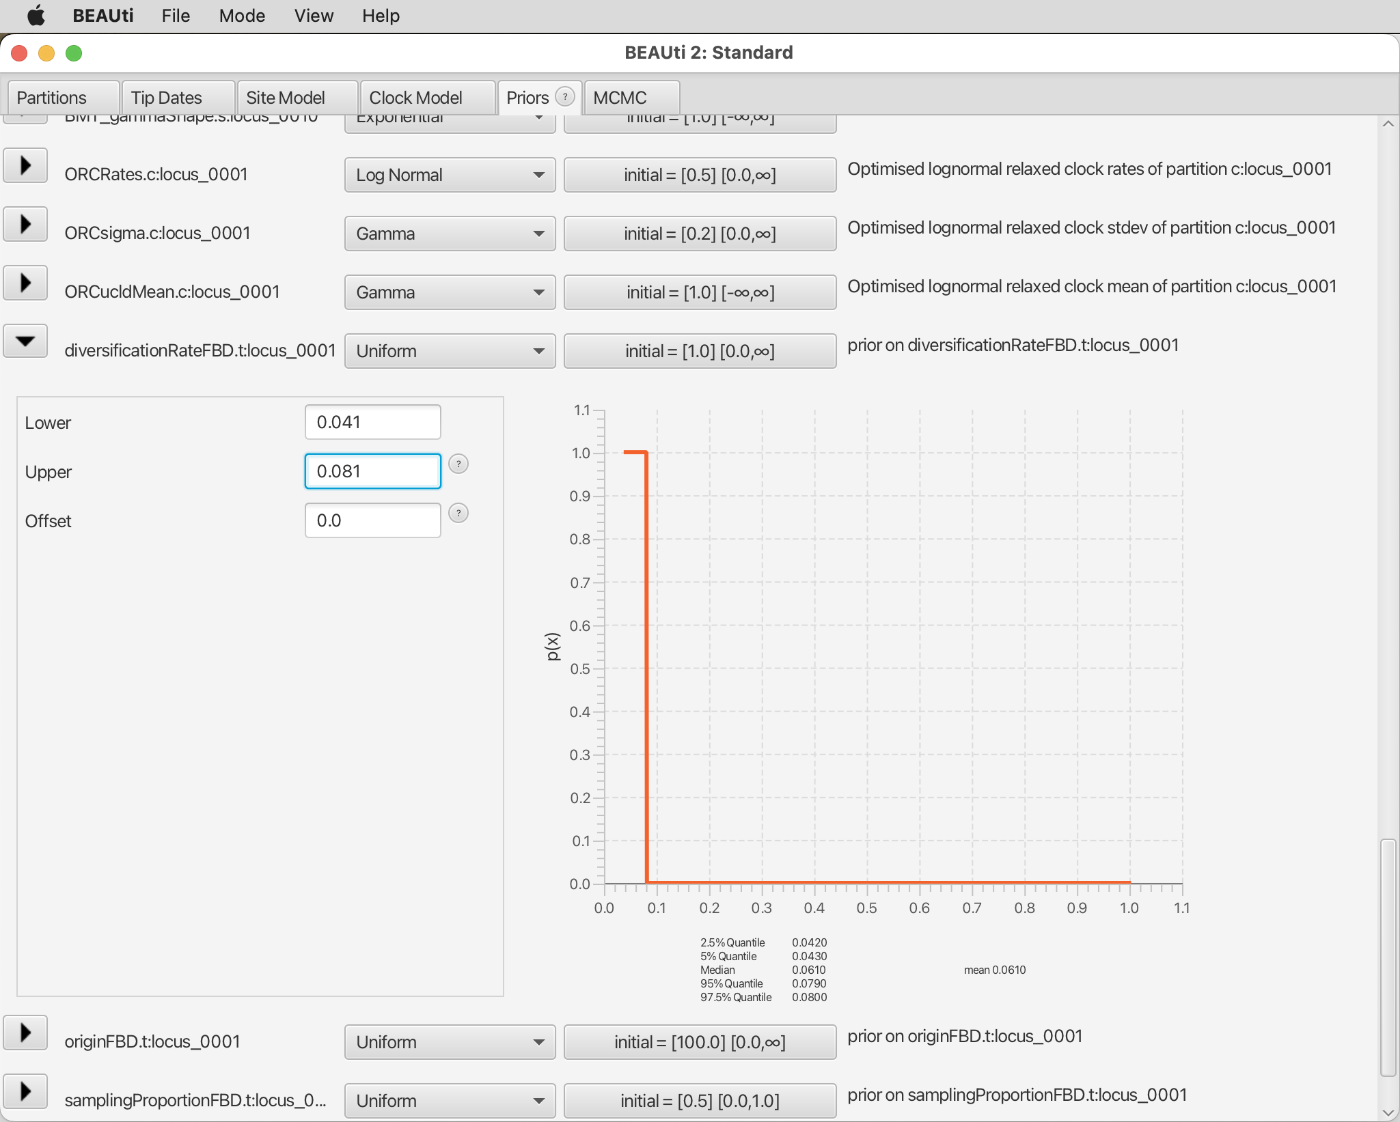 BEAUti File Mode View Help
BEAUti 2: Standard
Partitions Tip Dates Site Model Clock Model Priors ? MCMC
BMT_gammaShape.s:locus_0010 Exponential initial = [1.0] [-∞,∞]
ORCRates.c:locus_0001 Log Normal initial = [0.5] [0.0,∞] Optimised lognormal relaxed clock rates of partition c:locus_0001
ORCsigma.c:locus_0001 Gamma initial = [0.2] [0.0,∞] Optimised lognormal relaxed clock stdev of partition c:locus_0001
ORCucldMean.c:locus_0001 Gamma initial = [1.0] [-∞,∞] Optimised lognormal relaxed clock mean of partition c:locus_0001
diversificationRateFBD.t:locus_0001 Uniform initial = [1.0] [0.0,∞] prior on diversificationRateFBD.t:locus_0001
Lower 0.041
Upper 0.081 ?
Offset 0.0 ?
p(x)
1.1
1.0
0.9
0.8
0.7
0.6
0.5
0.4
0.3
0.2
0.1
0.0
0.0 0.1 0.2 0.3 0.4 0.5 0.6 0.7 0.8 0.9 1.0 1.1
2.5% Quantile 0.0420
5% Quantile 0.0430
Median 0.0610 mean 0.0610
95% Quantile 0.0790
97.5% Quantile 0.0800
originFBD.t:locus_0001 Uniform initial = [100.0] [0.0,∞] prior on originFBD.t:locus_0001
samplingProportionFBD.t:locus_0... Uniform initial = [0.5] [0.0,1.0] prior on samplingProportionFBD.t:locus_0001